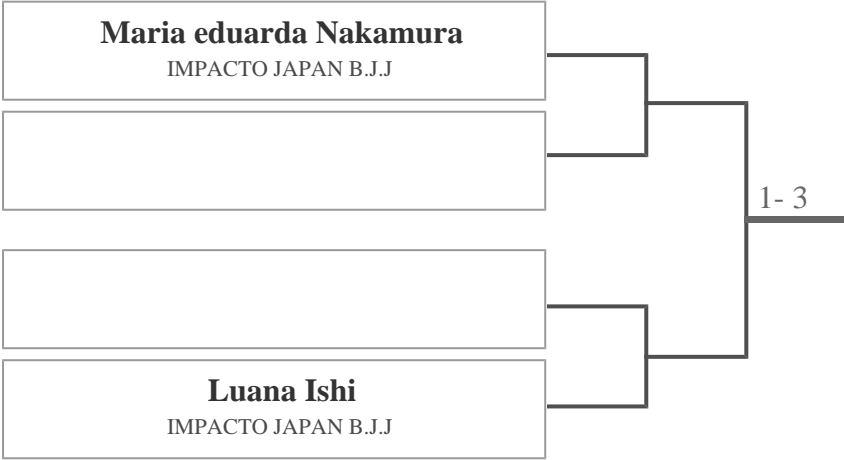 Maria eduarda Nakamura
IMPACTO JAPAN B.J.J
1- 3
Luana Ishi
IMPACTO JAPAN B.J.J